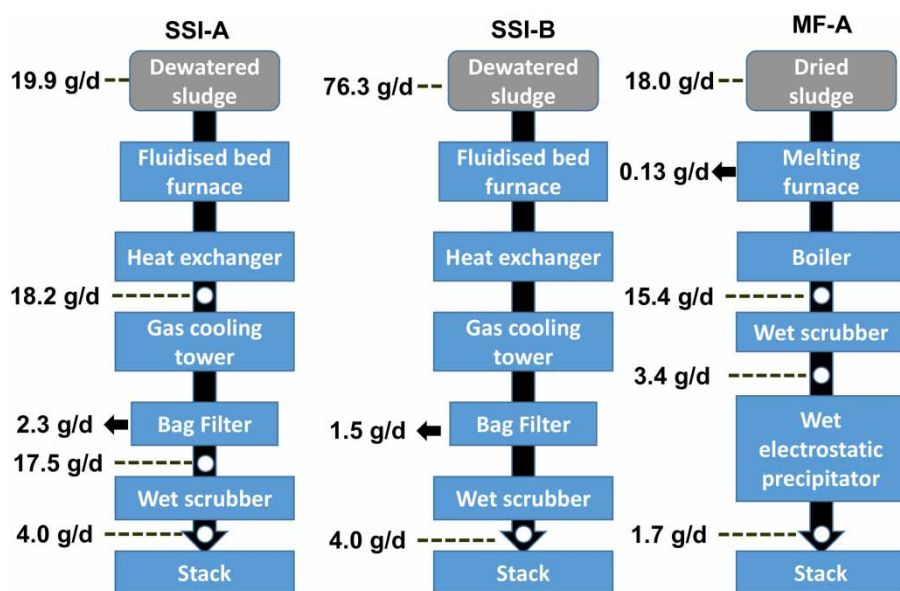 SSI-A
19.9 g/d
Dewatered
sludge
Fluidised bed
furnace
Heat exchanger
18.2 g/d
Gas cooling
tower
2.3 g/d
Bag Filter
17.5 g/d
Wet scrubber
4.0 g/d
Stack
SSI-B
76.3 g/d
Dewatered
sludge
Fluidised bed
furnace
Heat exchanger
Gas cooling
tower
1.5 g/d
Bag Filter
Wet scrubber
4.0 g/d
Stack
MF-A
18.0 g/d
Dried
sludge
0.13 g/d
Melting
furnace
Boiler
15.4 g/d
Wet scrubber
3.4 g/d
Wet
electrostatic
precipitator
1.7 g/d
Stack